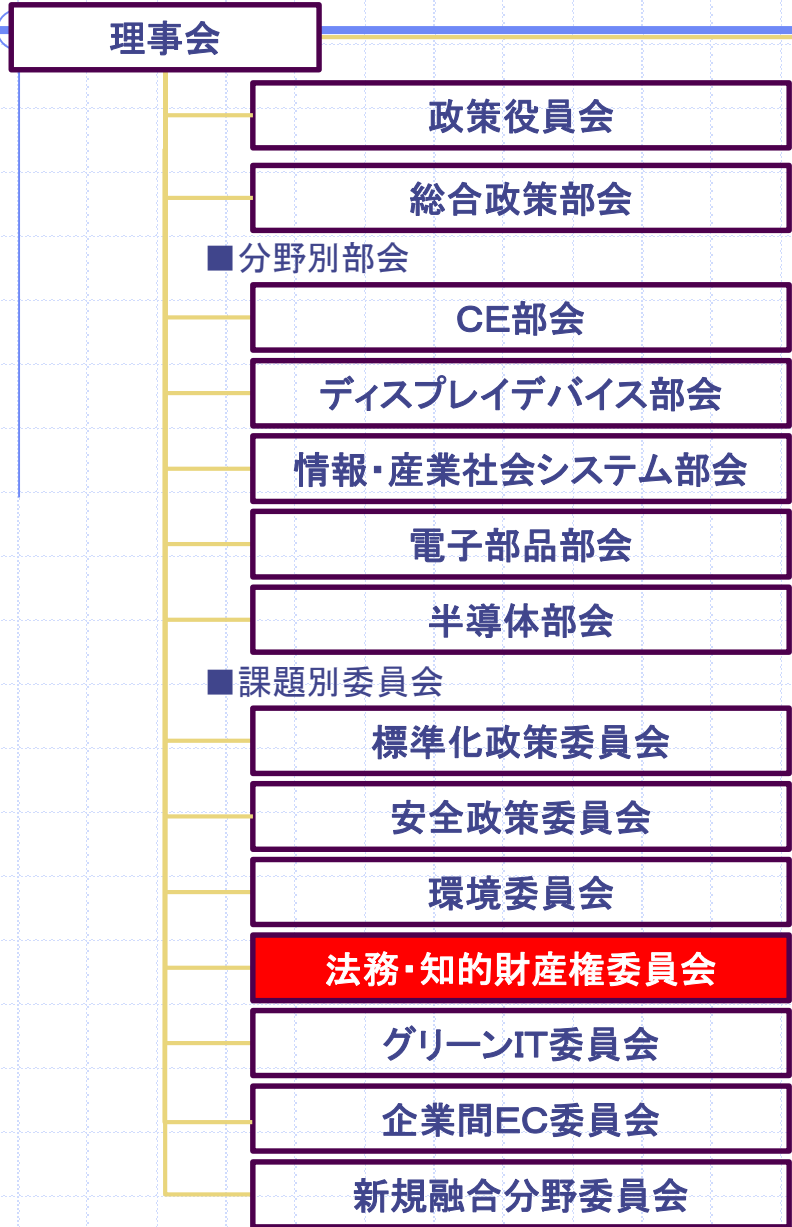 理事会
政策役員会
総合政策部会
■分野別部会
CE部会
ディスプレイデバイス部会
情報・産業社会システム部会
電子部品部会
半導体部会
■課題別委員会
標準化政策委員会
安全政策委員会
環境委員会
法務・知的財産権委員会
グリーンIT委員会
企業間EC委員会
新規融合分野委員会